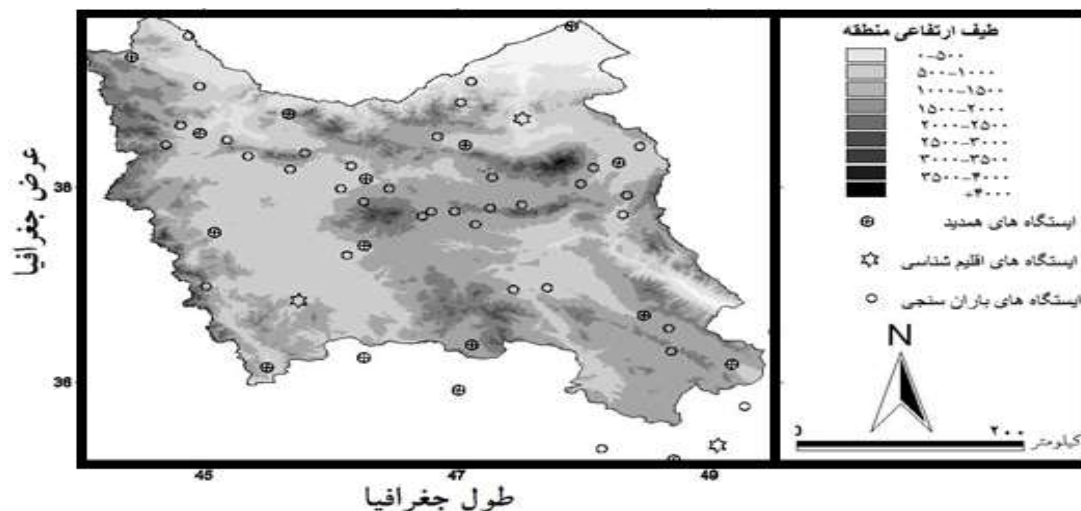 طیف ارتفاعی منطقه
۰-۵۰۰
۵۰۰-۱۰۰۰
۱۰۰۰-۱۵۰۰
۱۵۰۰-۲۰۰۰
۲۰۰۰-۲۵۰۰
۲۵۰۰-۳۰۰۰
۳۰۰۰-۳۵۰۰
۳۵۰۰-۴۰۰۰
+۴۰۰۰
ایستگاه های همدید
ایستگاه های اقلیم شناسی
ایستگاه های باران سنجی
N
۰ ۲۰۰
کیلومتر
عرض جغرافیا
38
36
45 47 49
طول جغرافیا